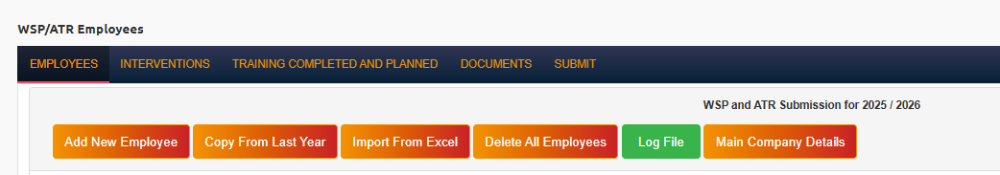 WSP/ATR Employees
EMPLOYEES INTERVENTIONS TRAINING COMPLETED AND PLANNED DOCUMENTS SUBMIT
WSP and ATR Submission for 2025 / 2026
Add New Employee Copy From Last Year Import From Excel Delete All Employees Log File Main Company Details